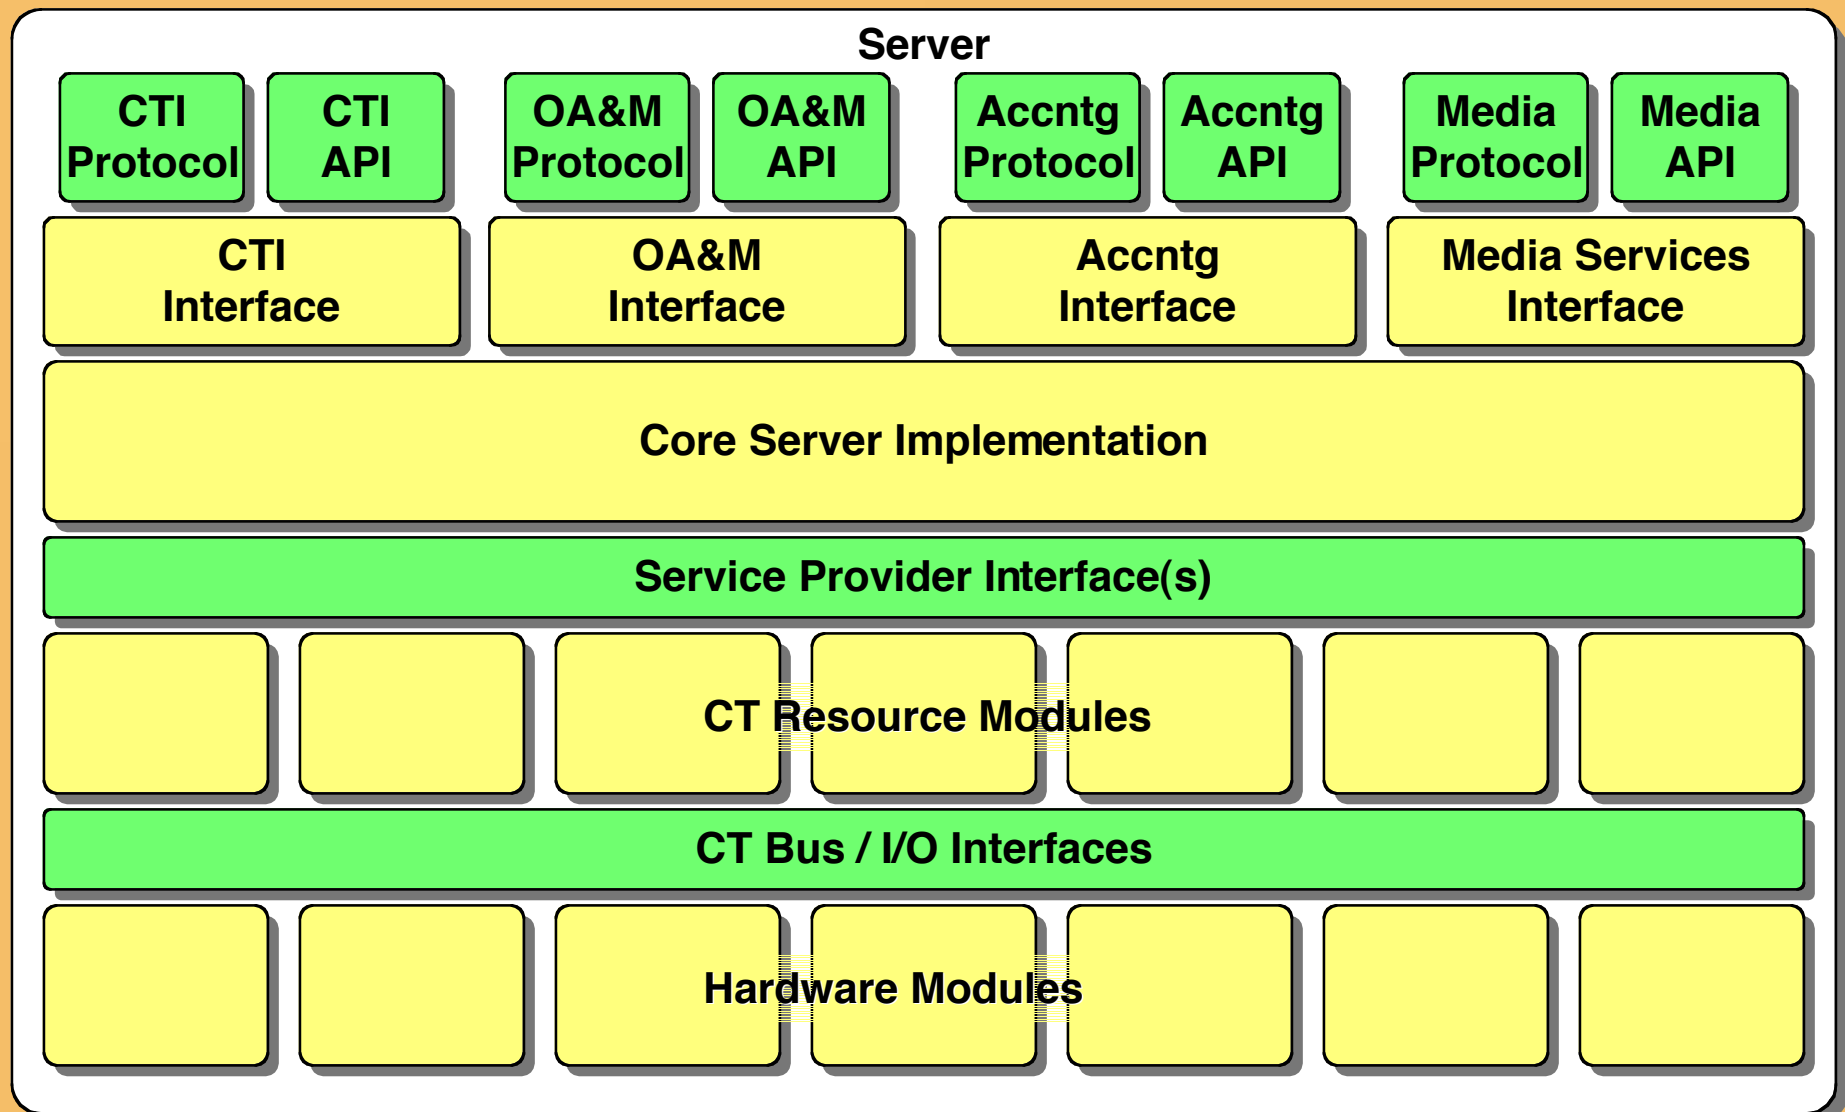 Server
CTI
Protocol
CTI
API
OA&M
Protocol
OA&M
API
Accntg
Protocol
Accntg
API
Media
Protocol
Media
API
CTI
Interface
OA&M
Interface
Accntg
Interface
Media Services
Interface
Core Server Implementation
Service Provider Interface(s)
CT Resource Modules
CT Bus / I/O Interfaces
Hardware Modules